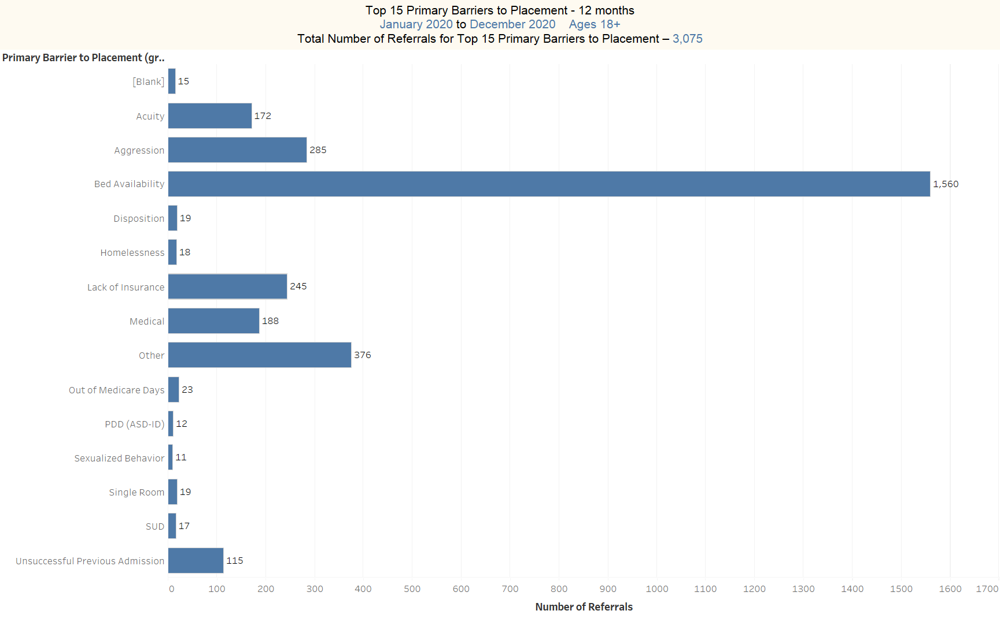 Top 15 Primary Barriers to Placement - 12 months
January 2020 to December 2020 Ages 18+
Total Number of Referrals for Top 15 Primary Barriers to Placement – 3,075
Primary Barrier to Placement (gr..
[Blank] 15
Acuity 172
Aggression 285
Bed Availability 1,560
Disposition 19
Homelessness 18
Lack of Insurance 245
Medical 188
Other 376
Out of Medicare Days 23
PDD (ASD-ID) 12
Sexualized Behavior 11
Single Room 19
SUD 17
Unsuccessful Previous Admission 115
0 100 200 300 400 500 600 700 800 900 1000 1100 1200 1300 1400 1500 1600 1700
Number of Referrals